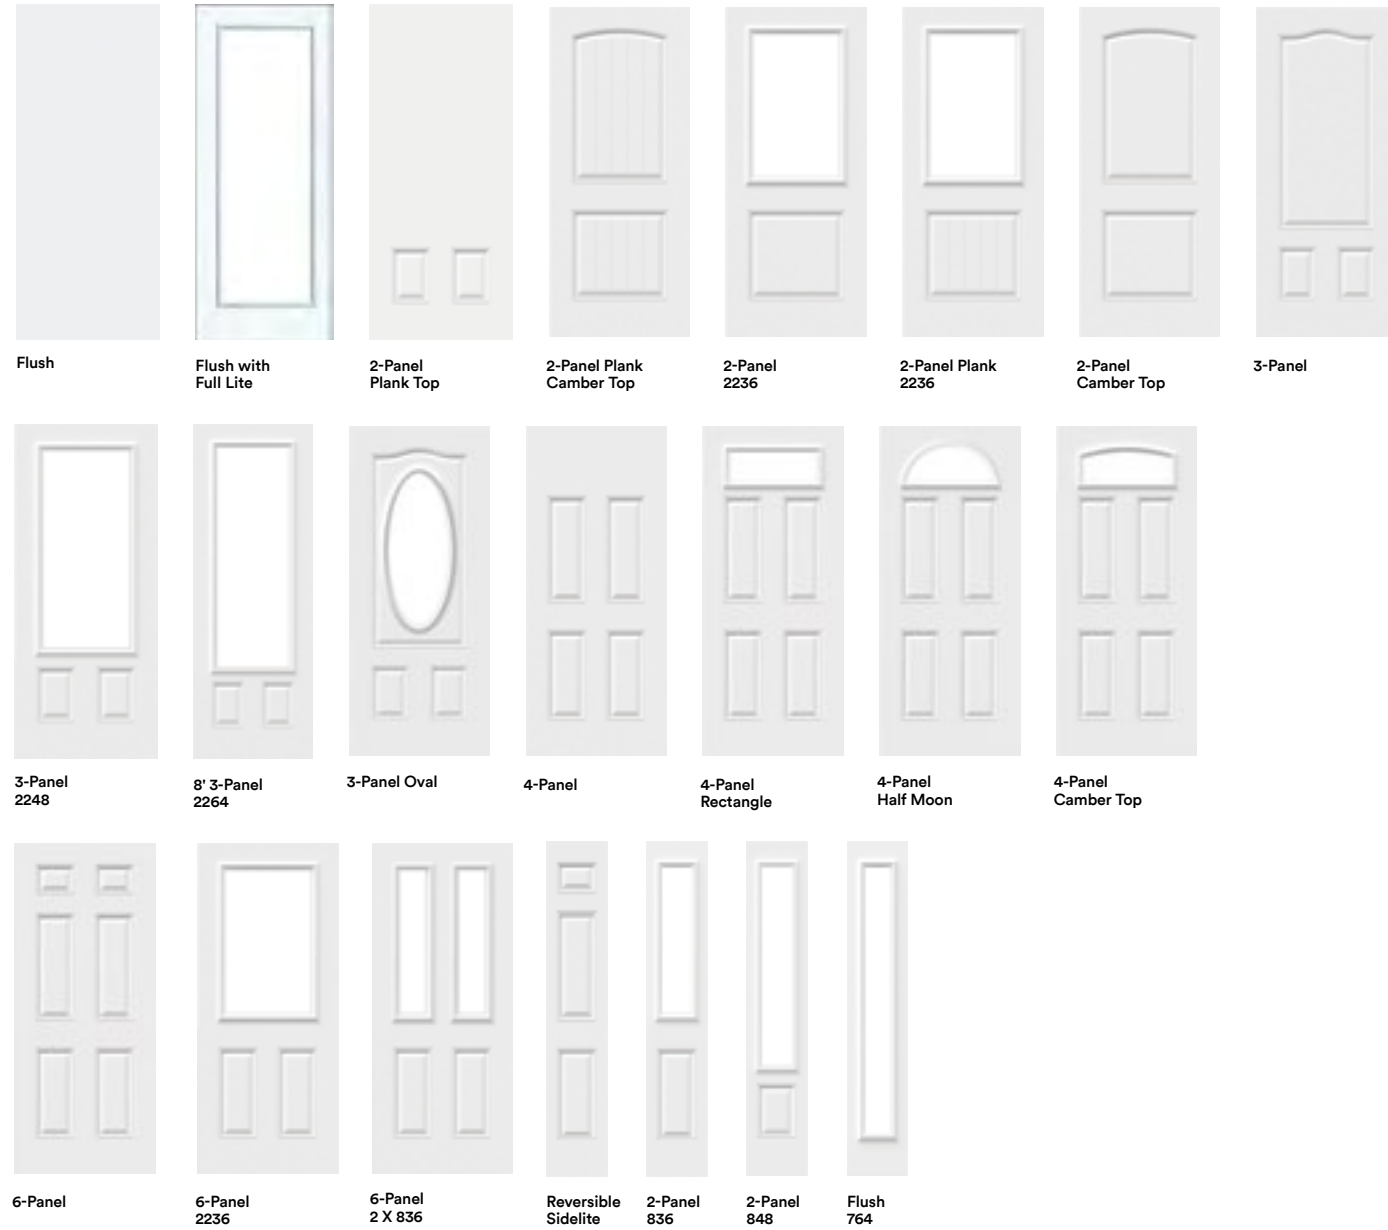 Flush
Flush with
Full Lite
2-Panel
Plank Top
2-Panel Plank
Camber Top
2-Panel
2236
2-Panel Plank
2236
2-Panel
Camber Top
3-Panel
3-Panel
2248
8' 3-Panel
2264
3-Panel Oval
4-Panel
4-Panel
Rectangle
4-Panel
Half Moon
4-Panel
Camber Top
6-Panel
6-Panel
2236
6-Panel
2 X 836
Reversible
Sidelite
2-Panel
836
2-Panel
848
Flush
764